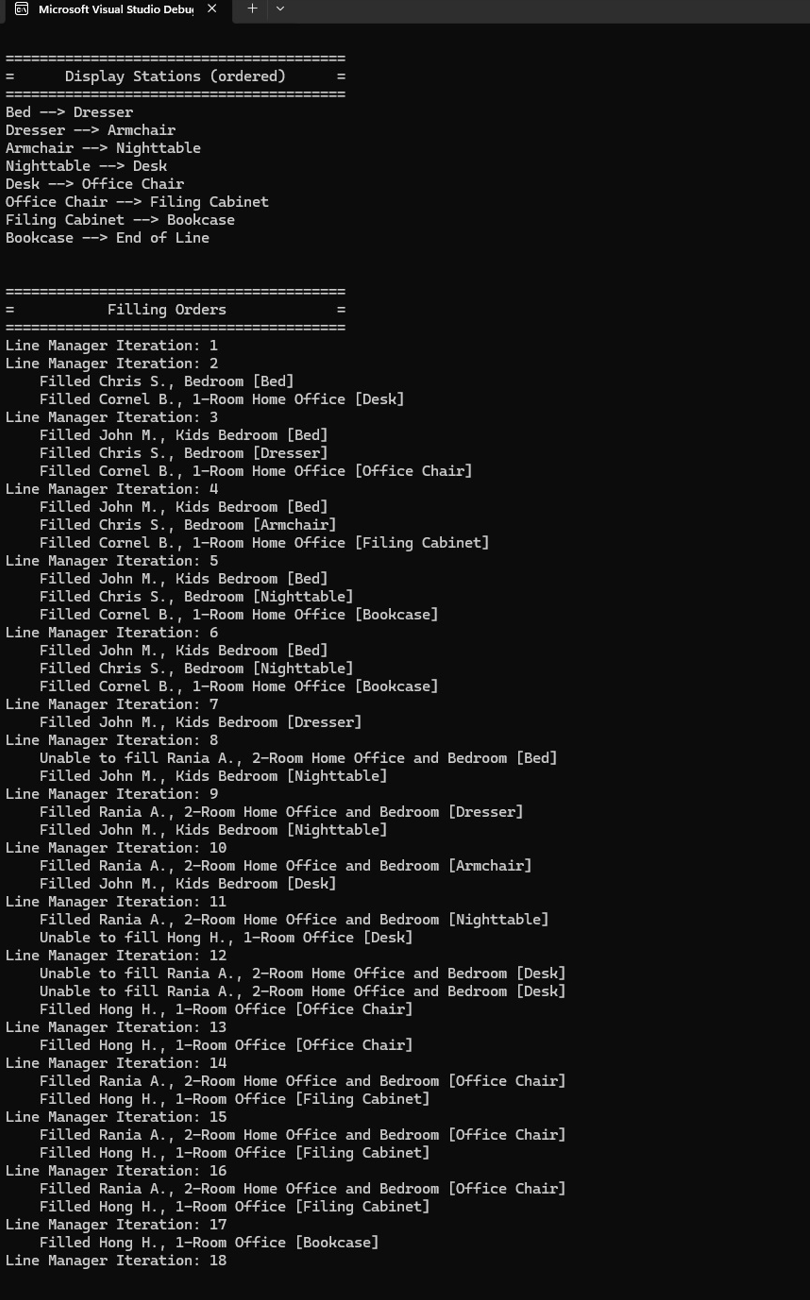 Microsoft Visual Studio Debu
========================================
=      Display Stations (ordered)      =
========================================
Bed --> Dresser
Dresser --> Armchair
Armchair --> Nighttable
Nighttable --> Desk
Desk --> Office Chair
Office Chair --> Filing Cabinet
Filing Cabinet --> Bookcase
Bookcase --> End of Line
========================================
=           Filling Orders             =
========================================
Line Manager Iteration: 1
Line Manager Iteration: 2
    Filled Chris S., Bedroom [Bed]
    Filled Cornel B., 1-Room Home Office [Desk]
Line Manager Iteration: 3
    Filled John M., Kids Bedroom [Bed]
    Filled Chris S., Bedroom [Dresser]
    Filled Cornel B., 1-Room Home Office [Office Chair]
Line Manager Iteration: 4
    Filled John M., Kids Bedroom [Bed]
    Filled Chris S., Bedroom [Armchair]
    Filled Cornel B., 1-Room Home Office [Filing Cabinet]
Line Manager Iteration: 5
    Filled John M., Kids Bedroom [Bed]
    Filled Chris S., Bedroom [Nighttable]
    Filled Cornel B., 1-Room Home Office [Bookcase]
Line Manager Iteration: 6
    Filled John M., Kids Bedroom [Bed]
    Filled Chris S., Bedroom [Nighttable]
    Filled Cornel B., 1-Room Home Office [Bookcase]
Line Manager Iteration: 7
    Filled John M., Kids Bedroom [Dresser]
Line Manager Iteration: 8
    Unable to fill Rania A., 2-Room Home Office and Bedroom [Bed]
    Filled John M., Kids Bedroom [Nighttable]
Line Manager Iteration: 9
    Filled Rania A., 2-Room Home Office and Bedroom [Dresser]
    Filled John M., Kids Bedroom [Nighttable]
Line Manager Iteration: 10
    Filled Rania A., 2-Room Home Office and Bedroom [Armchair]
    Filled John M., Kids Bedroom [Desk]
Line Manager Iteration: 11
    Filled Rania A., 2-Room Home Office and Bedroom [Nighttable]
    Unable to fill Hong H., 1-Room Office [Desk]
Line Manager Iteration: 12
    Unable to fill Rania A., 2-Room Home Office and Bedroom [Desk]
    Unable to fill Rania A., 2-Room Home Office and Bedroom [Desk]
    Filled Hong H., 1-Room Office [Office Chair]
Line Manager Iteration: 13
    Filled Hong H., 1-Room Office [Office Chair]
Line Manager Iteration: 14
    Filled Rania A., 2-Room Home Office and Bedroom [Office Chair]
    Filled Hong H., 1-Room Office [Filing Cabinet]
Line Manager Iteration: 15
    Filled Rania A., 2-Room Home Office and Bedroom [Office Chair]
    Filled Hong H., 1-Room Office [Filing Cabinet]
Line Manager Iteration: 16
    Filled Rania A., 2-Room Home Office and Bedroom [Office Chair]
    Filled Hong H., 1-Room Office [Filing Cabinet]
Line Manager Iteration: 17
    Filled Hong H., 1-Room Office [Bookcase]
Line Manager Iteration: 18